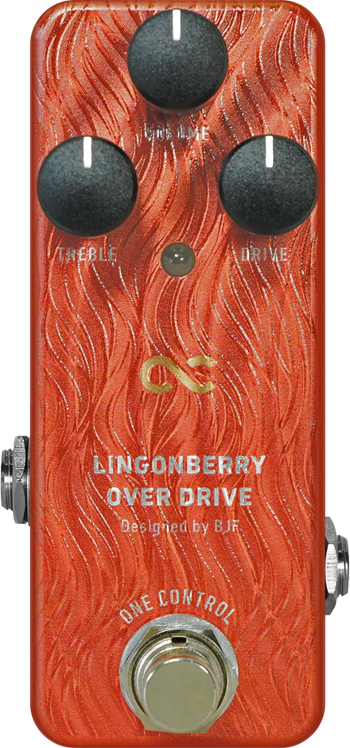 VOLUME
TREBLE
DRIVE
LINGONBERRY
OVER DRIVE
Designed by BJF.
ONE CONTROL